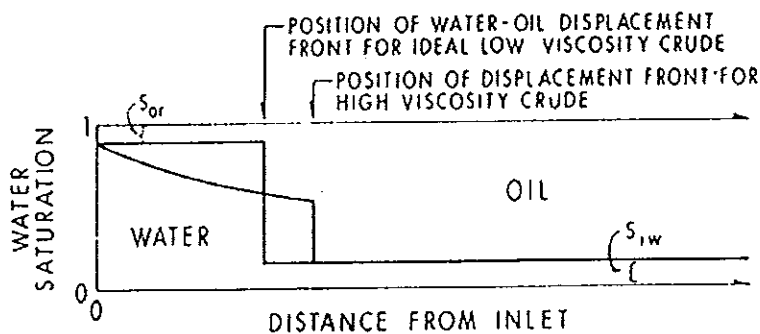 POSITION OF WATER-OIL DISPLACEMENT
FRONT FOR IDEAL LOW VISCOSITY CRUDE
POSITION OF DISPLACEMENT FRONT FOR
HIGH VISCOSITY CRUDE
Sor
1
WATER
SATURATION
OIL
WATER
Siw
0
0
DISTANCE FROM INLET